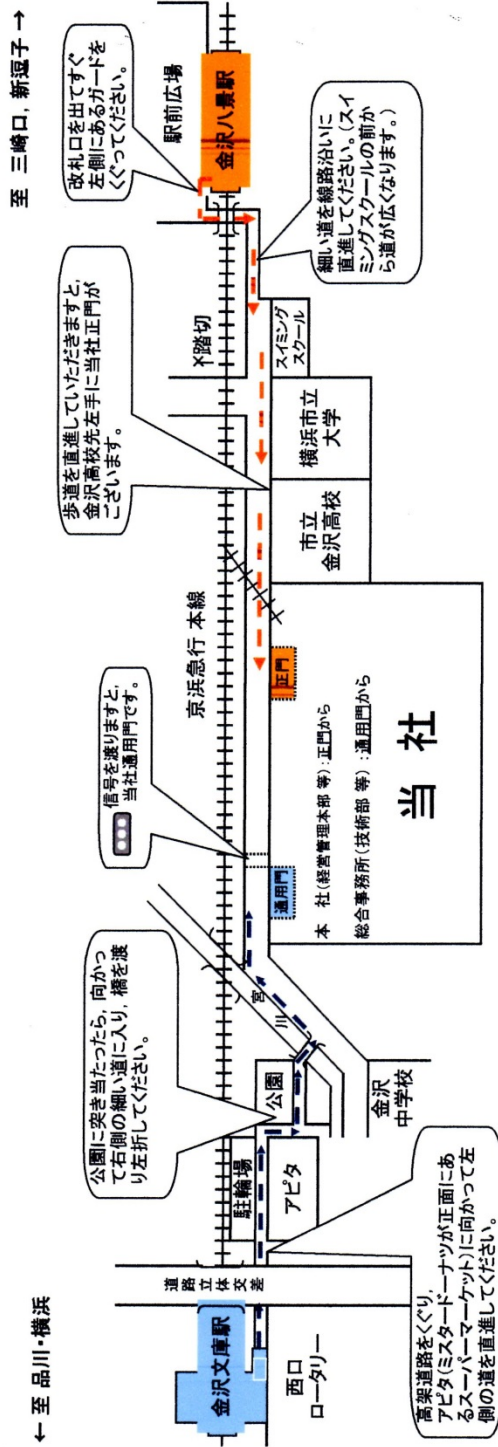 ← 至 品川・横浜
至 三崎口, 新逗子 →
公園に突き当たったら, 向かっ
て右側の細い道に入り, 橋を渡
り左折してください。
信号を渡りますと,
当社通用門です。
歩道を直進していただきますと,
金沢高校先左手に当社正門が
ございます。
改札口を出てすぐ
左側にあるガードを
くぐってください。
道路立体交差
駐輪場
京浜急行 本線
踏切
駅前広場
金沢文庫駅
金沢八景駅
西口
ロータリー
アピタ
公園
宮川
金沢
中学校
通用門
正門
市立
金沢高校
横浜市立
大学
スイミング
スクール
本 社(経営管理本部 等):正門から
総合事務所(技術部 等) :通用門から
当 社
高架道路をくぐり,
アピタ(ミスタードーナツが正面にあ
るスーパーマーケット)に向かって左
側の道を直進してください。
細い道を線路沿いに
直進してください。(スイ
ミングスクールの前か
ら道が広くなります。)